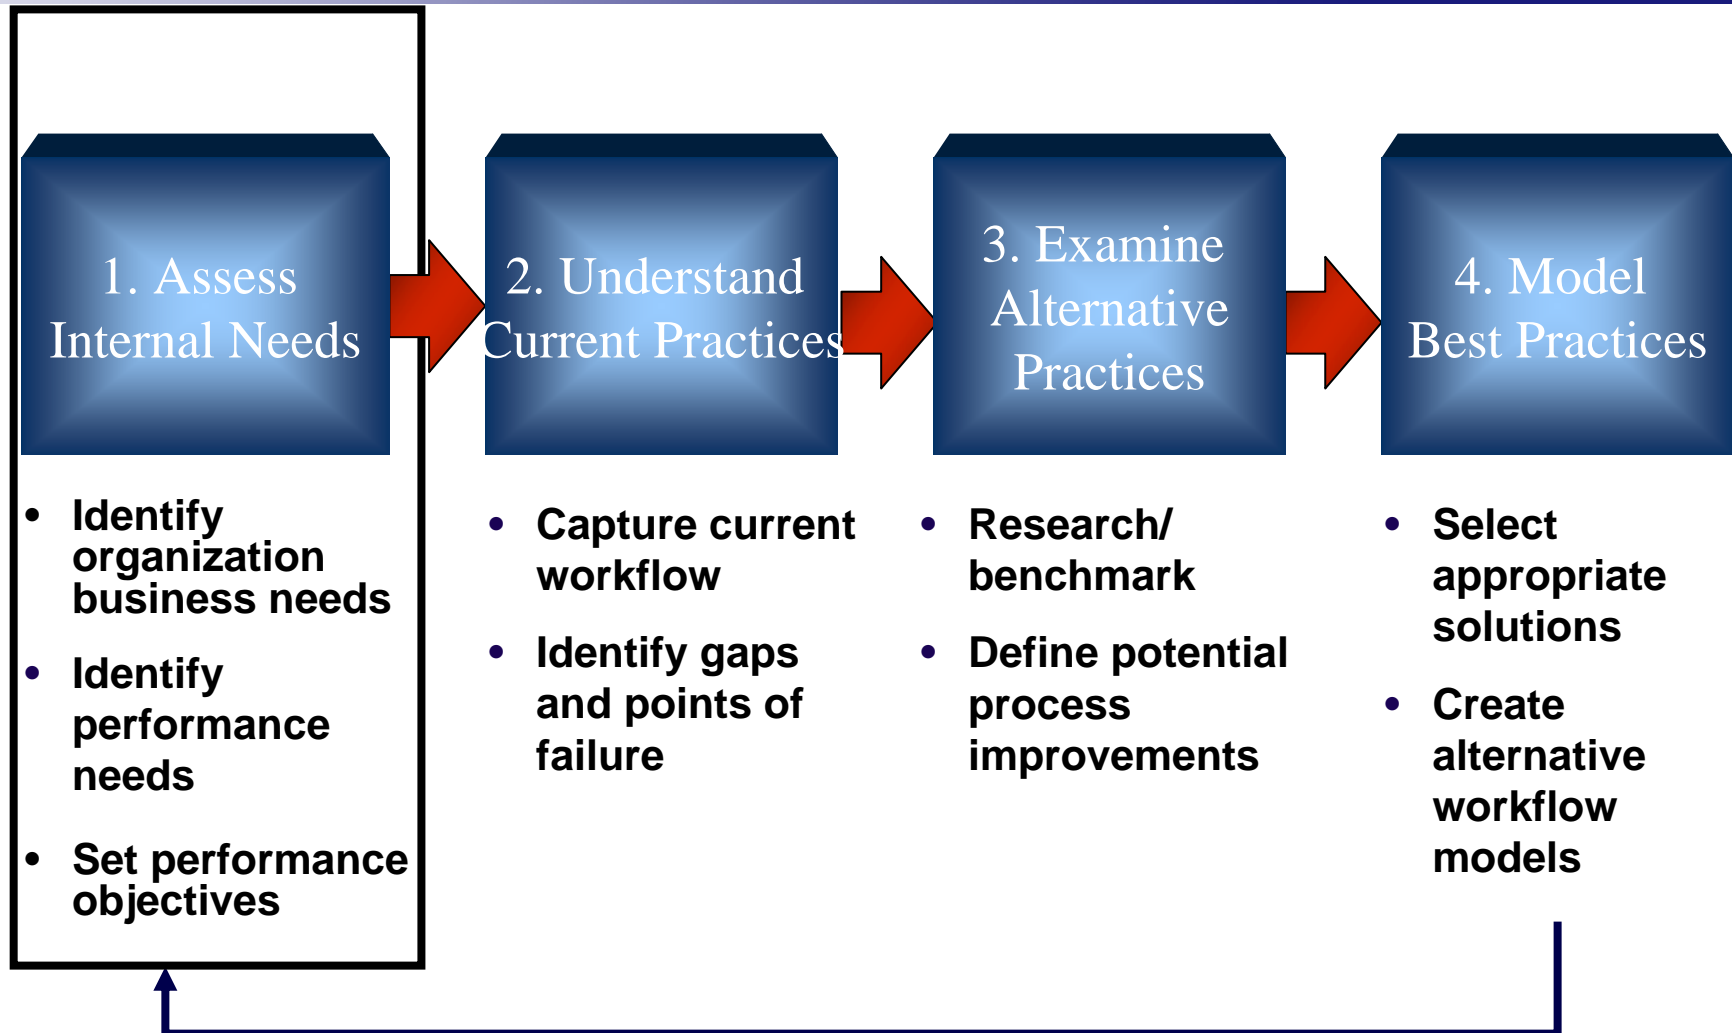 1. Assess
Internal Needs
2. Understand
Current Practices
3. Examine
Alternative
Practices
4. Model
Best Practices
• Identify
organization
business needs
• Identify
performance
needs
• Set performance
objectives
• Capture current
workflow
• Identify gaps
and points of
failure
• Research/
benchmark
• Define potential
process
improvements
• Select
appropriate
solutions
• Create
alternative
workflow
models